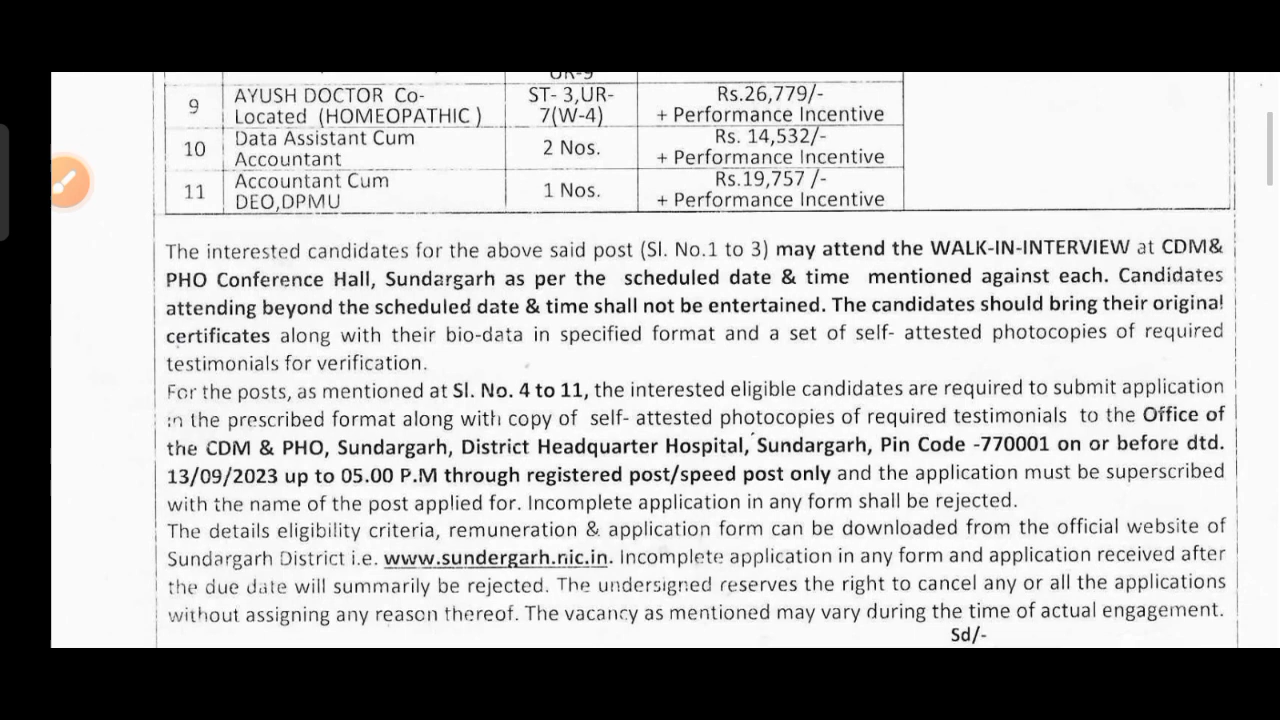 UR-9
9 AYUSH DOCTOR Co- ST- 3,UR- Rs.26,779/-
Located (HOMEOPATHIC ) 7(W-4) + Performance Incentive
10 Data Assistant Cum 2 Nos. Rs. 14,532/-
Accountant + Performance Incentive
11 Accountant Cum 1 Nos. Rs.19,757 /-
DEO,DPMU + Performance Incentive
The interested candidates for the above said post (Sl. No.1 to 3) may attend the WALK-IN-INTERVIEW at CDM&
PHO Conference Hall, Sundargarh as per the scheduled date & time mentioned against each. Candidates
attending beyond the scheduled date & time shall not be entertained. The candidates should bring their original
certificates along with their bio-data in specified format and a set of self- attested photocopies of required
testimonials for verification.
For the posts, as mentioned at Sl. No. 4 to 11, the interested eligible candidates are required to submit application
in the prescribed format along with copy of self- attested photocopies of required testimonials to the Office of
the CDM & PHO, Sundargarh, District Headquarter Hospital, Sundargarh, Pin Code -770001 on or before dtd.
13/09/2023 up to 05.00 P.M through registered post/speed post only and the application must be superscribed
with the name of the post applied for. Incomplete application in any form shall be rejected.
The details eligibility criteria, remuneration & application form can be downloaded from the official website of
Sundargarh District i.e. www.sundergarh.nic.in. Incomplete application in any form and application received after
the due date will summarily be rejected. The undersigned reserves the right to cancel any or all the applications
without assigning any reason thereof. The vacancy as mentioned may vary during the time of actual engagement.
Sd/-